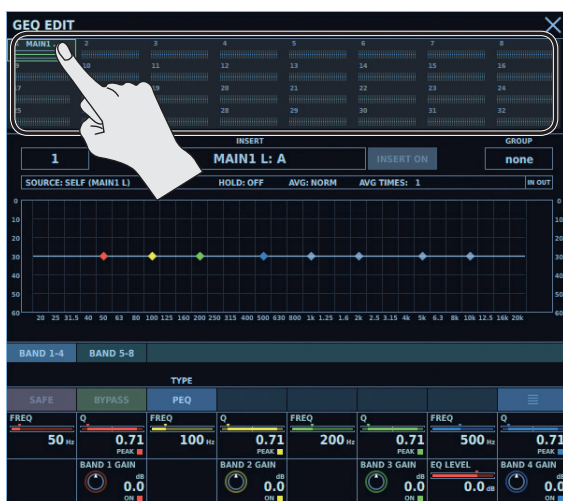 GEQ EDIT
MAIN1 2 3 4 5 6 7 8
9 10 11 12 13 14 15 16
17 19 20 21 22 23 24
25 28 29 30 31 32
INSERT GROUP
1 MAIN1 L: A INSERT ON none
SOURCE: SELF (MAIN1 L) HOLD: OFF AVG: NORM AVG TIMES: 1 IN OUT
0 0
10 10
20 20
30 30
40 40
50 50
60 60
20 25 31.5 40 50 63 80 100 125 160 200 250 315 400 500 630 800 1k 1.25 1.6 2k 2.5 3.15 4k 5k 6.3 8k 10k 12.5 16k 20k
BAND 1-4 BAND 5-8
TYPE
SAFE BYPASS PEQ
FREQ Q FREQ Q FREQ Q FREQ Q
50 Hz 0.71 100 Hz 0.71 200 Hz 0.71 500 Hz 0.71
PEAK PEAK PEAK PEAK
BAND 1 GAIN BAND 2 GAIN BAND 3 GAIN EQ LEVEL BAND 4 GAIN
dB dB dB dB
0.0 0.0 0.0 0.0 dB 0.0
ON ON ON ON